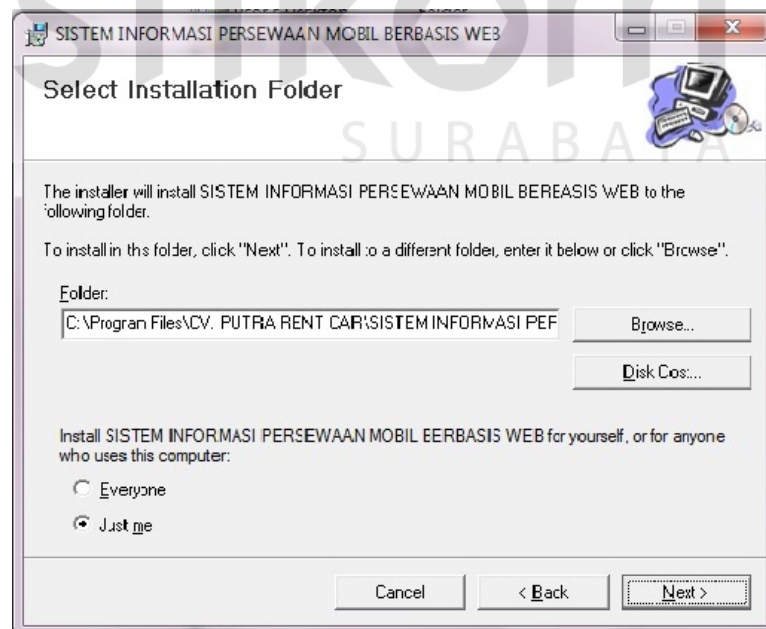 SISTEM INFORMASI PERSEWAAN MOBIL BERBASIS WEB
Select Installation Folder
SURABAYA
The installer will install SISTEM INFORMASI PERSEWAAN MOBIL BERBASIS WEB to the
following folder.
To install in this folder, click "Next". To install to a different folder, enter it below or click "Browse".
Folder:
C:\Program Files\CV. PUTRA RENT CAR\SISTEM INFORMASI PER
Browse...
Disk Cost...
Install SISTEM INFORMASI PERSEWAAN MOBIL BERBASIS WEB for yourself, or for anyone
who uses this computer:
Everyone
Just me
Cancel
< Back
Next >